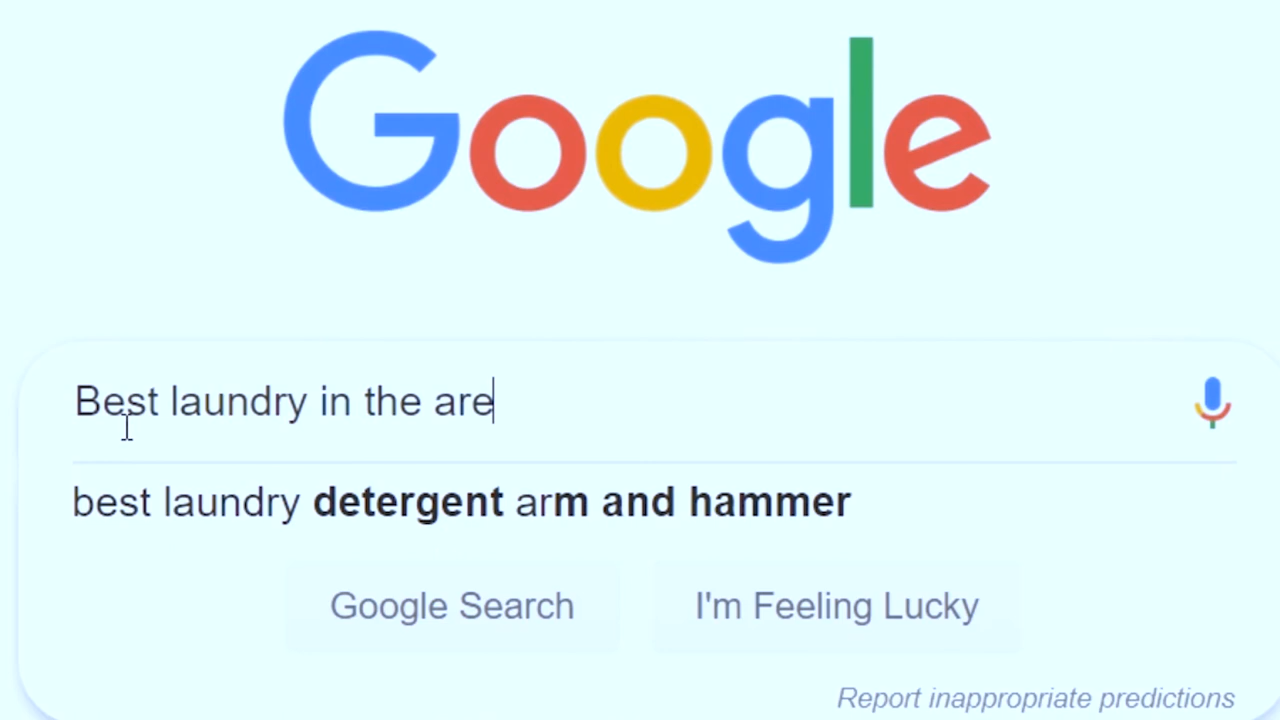 Google
Best laundry in the are
best laundry detergent arm and hammer
Google Search
I'm Feeling Lucky
Report inappropriate predictions